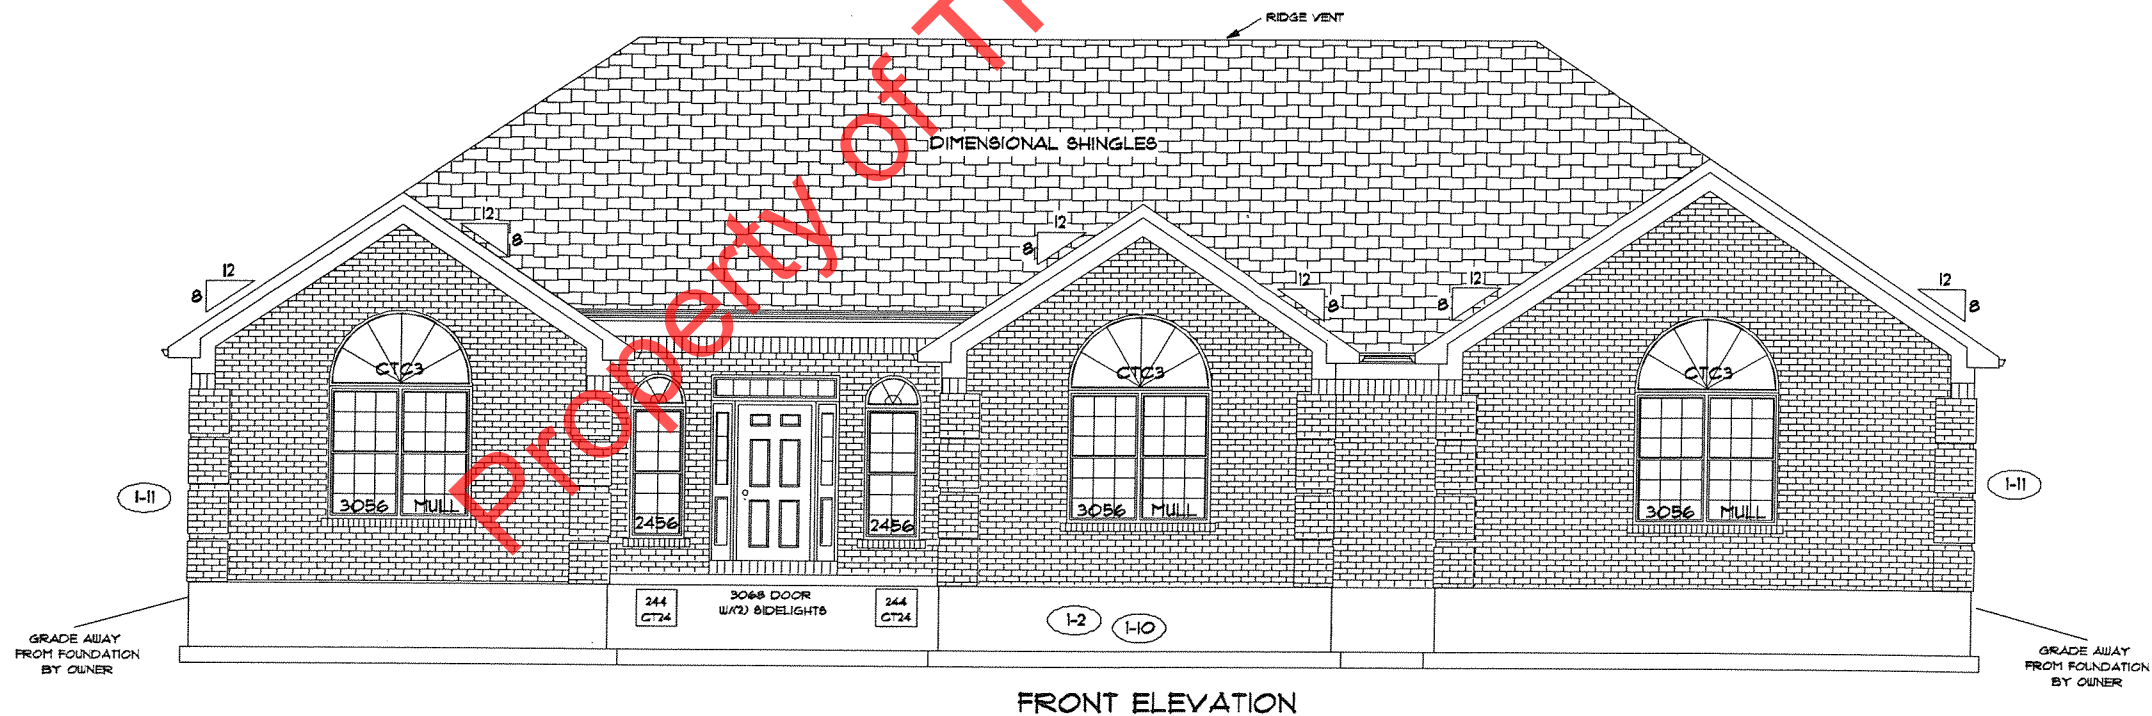 RIDGE VENT
Property of Th
DIMENSIONAL SHINGLES
12
8
12
8
12
8
12
8
12
8
12
8
CTC3
CTC3
CTC3
1-11
3056 MULL
2456
2456
3056 MULL
3056 MULL
1-11
244
CT24
3068 DOOR
W/(2) SIDELIGHTS
244
CT24
1-2
1-10
GRADE AWAY
FROM FOUNDATION
BY OWNER
GRADE AWAY
FROM FOUNDATION
BY OWNER
FRONT ELEVATION